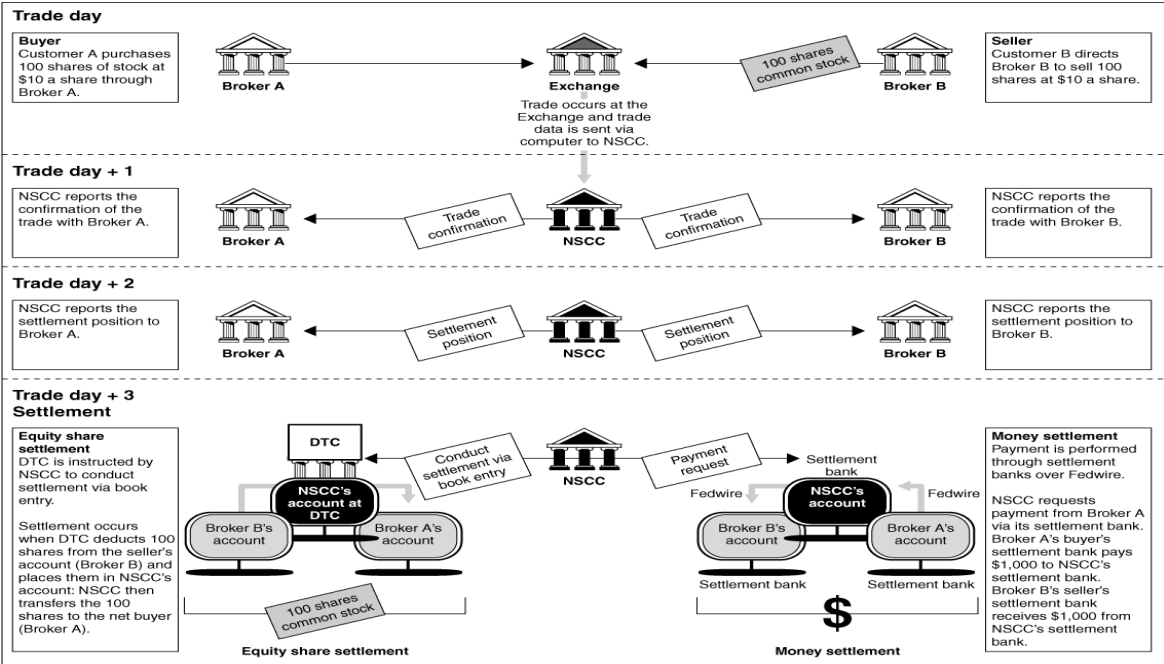 Trade day
Buyer
Customer A purchases
100 shares of stock at
$10 a share through
Broker A.
Broker A
Exchange
100 shares
common stock
Broker B
Seller
Customer B directs
Broker B to sell 100
shares at $10 a share.
Trade occurs at the
Exchange and trade
data is sent via
computer to NSCC.
Trade day + 1
NSCC reports the
confirmation of the
trade with Broker A.
Broker A
Trade
confirmation
NSCC
Trade
confirmation
Broker B
NSCC reports the
confirmation of the
trade with Broker B.
Trade day + 2
NSCC reports the
settlement position to
Broker A.
Broker A
Settlement
position
NSCC
Settlement
position
Broker B
NSCC reports the
settlement position to
Broker B.
Trade day + 3
Settlement
Equity share
settlement
DTC is instructed by
NSCC to conduct
settlement via book
entry.
Settlement occurs
when DTC deducts 100
shares from the seller's
account (Broker B) and
places them in NSCC's
account: NSCC then
transfers the 100
shares to the net buyer
(Broker A).
DTC
Conduct
settlement via
book entry
NSCC
Payment
request
NSCC's
account at
DTC
Broker B's
account
Broker A's
account
100 shares
common stock
Equity share settlement
Settlement
bank
Fedwire
NSCC's
account
Fedwire
Broker B's
account
Broker A's
account
Settlement bank
Settlement bank
$
Money settlement
Money settlement
Payment is performed
through settlement
banks over Fedwire.
NSCC requests
payment from Broker A
via its settlement bank.
Broker A's buyer's
settlement bank pays
$1,000 to NSCC's
settlement bank.
Broker B's seller's
settlement bank
receives $1,000 from
NSCC's settlement
bank.